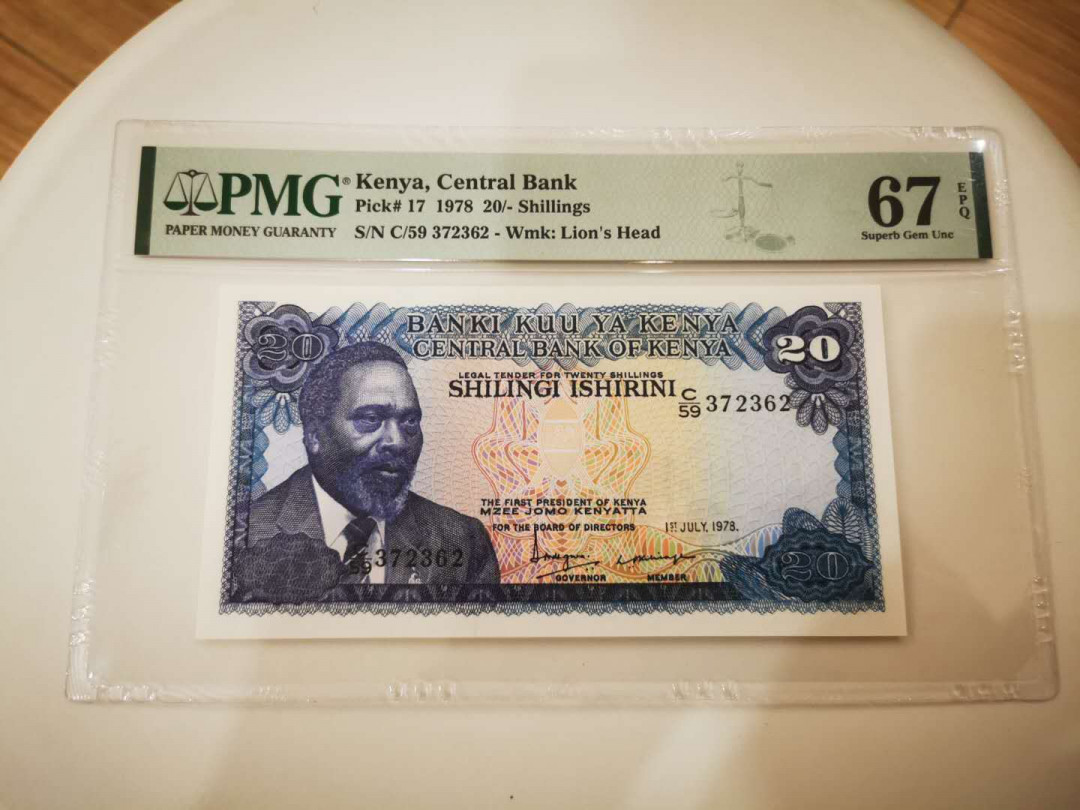 PMG®
PAPER MONEY GUARANTY
Kenya, Central Bank
Pick# 17 1978 20/- Shillings
S/N C/59 372362 - Wmk: Lion's Head
67 EPQ
Superb Gem Unc
BANKI KUU YA KENYA
CENTRAL BANK OF KENYA
20
20
LEGAL TENDER FOR TWENTY SHILLINGS
SHILINGI ISHIRINI
C/59 372362
THE FIRST PRESIDENT OF KENYA
MZEE JOMO KENYATTA
FOR THE BOARD OF DIRECTORS
1ST JULY, 1978.
C/59 372362
GOVERNOR MEMBER
20